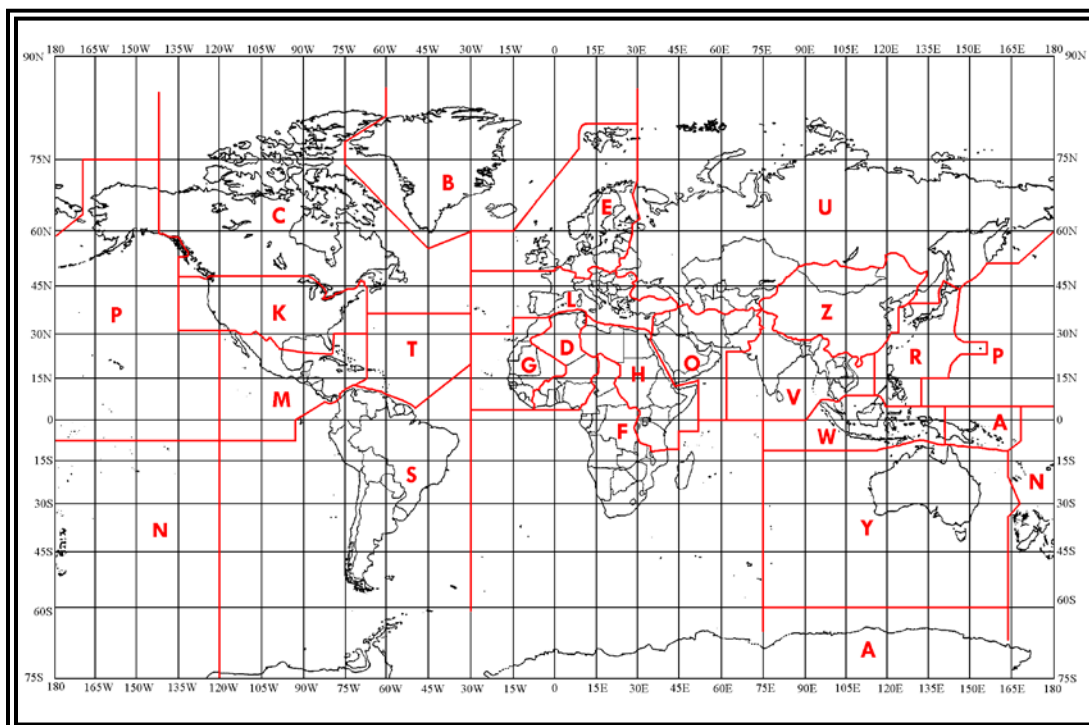 180 165W 150W 135W 120W 105W 90W 75W 60W 45W 30W 15W 0 15E 30E 45E 60E 75E 90E 105E 120E 135E 150E 165E 180
90N 90N
75N 75N
B
E U
C
60N 60N
45N 45N
L
K Z
P
30N 30N
T D R P
G H O
15N 15N
V
M
0 A 0
F W
15S 15S
S
N
30S 30S
N Y
45S 45S
60S 60S
A
75S 75S
180 165W 150W 135W 120W 105W 90W 75W 60W 45W 30W 15W 0 15E 30E 45E 60E 75E 90E 105E 120E 135E 150E 165E 180